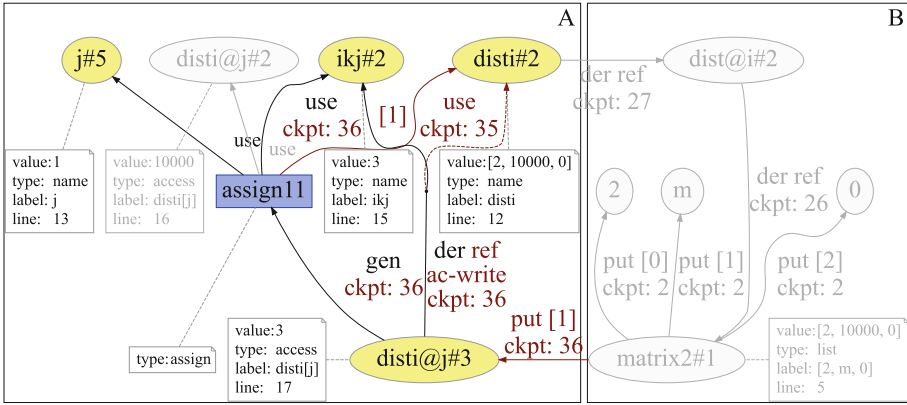 A
B
j#5
disti@j#2
ikj#2
disti#2
dist@i#2
der ref
ckpt: 27
use
ckpt: 36
[1]
use
ckpt: 35
use
use
value:1
type: name
label: j
line: 13
value:10000
type: access
label: disti[j]
line: 16
assign11
value:3
type: name
label: ikj
line: 15
value:[2, 10000, 0]
type: name
label: disti
line: 12
2
m
der ref
ckpt: 26
0
gen
ckpt: 36
der ref
ac-write
ckpt: 36
put [0]
ckpt: 2
put [1]
ckpt: 2
put [2]
ckpt: 2
type:assign
value:3
type: access
label: disti[j]
line: 17
disti@j#3
put [1]
ckpt: 36
matrix2#1
value:[2, 10000, 0]
type: list
label: [2, m, 0]
line: 5